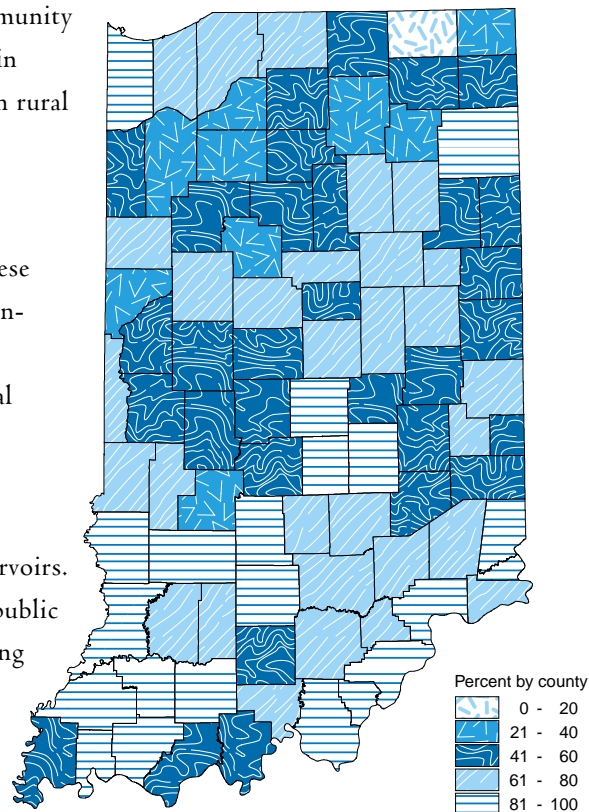 munity
in
n rural
ese
n-
al
rvoirs.
public
ng
Percent by county
0 - 20
21 - 40
41 - 60
61 - 80
81 - 100